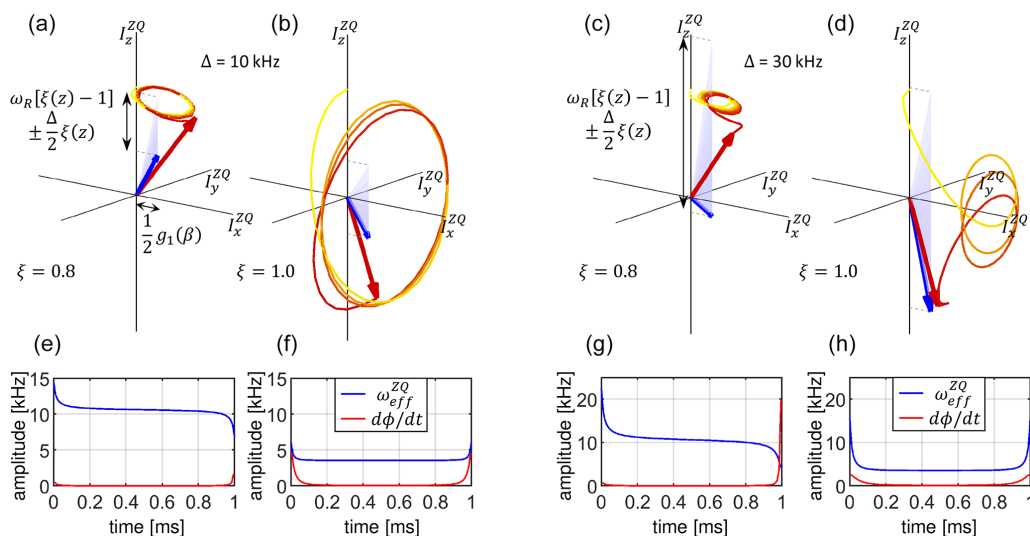 (a)
(b)
(c)
(d)
I_z^{ZQ}
I_z^{ZQ}
I_z^{ZQ}
I_z^{ZQ}
Δ = 10 kHz
Δ = 30 kHz
ω_R[ξ(z) − 1]
± Δ/2 ξ(z)
I_y^{ZQ}
I_x^{ZQ}
1/2 g_1(β)
ξ = 0.8
I_y^{ZQ}
I_x^{ZQ}
ξ = 1.0
ω_R[ξ(z) − 1]
± Δ/2 ξ(z)
I_y^{ZQ}
I_x^{ZQ}
ξ = 0.8
I_y^{ZQ}
I_x^{ZQ}
ξ = 1.0
(e)
(f)
(g)
(h)
amplitude [kHz]
15
10
5
0
0
0.2
0.4
0.6
0.8
1
time [ms]
amplitude [kHz]
15
10
5
0
ω_{eff}^{ZQ}
dϕ/dt
0
0.2
0.4
0.6
0.8
1
time [ms]
amplitude [kHz]
20
10
0
0
0.2
0.4
0.6
0.8
1
time [ms]
amplitude [kHz]
20
10
0
ω_{eff}^{ZQ}
dϕ/dt
0
0.2
0.4
0.6
0.8
1
time [ms]